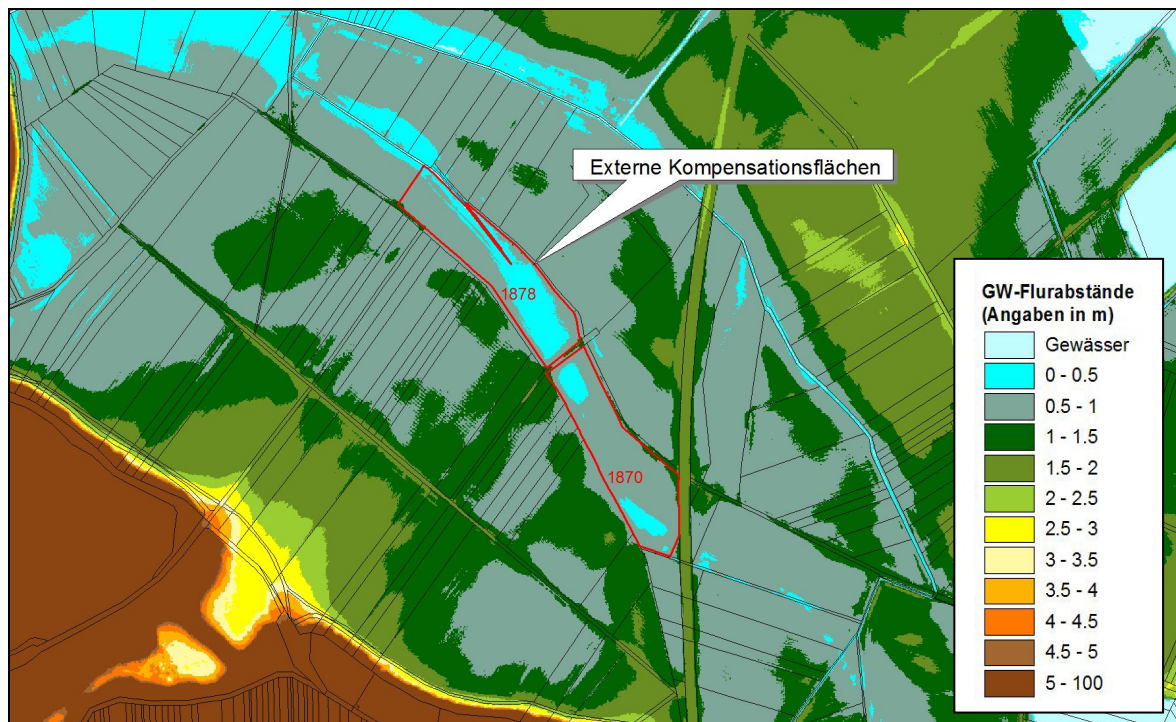 Externe Kompensationsflächen
1878
1870
GW-Flurabstände
(Angaben in m)
Gewässer
0 - 0.5
0.5 - 1
1 - 1.5
1.5 - 2
2 - 2.5
2.5 - 3
3 - 3.5
3.5 - 4
4 - 4.5
4.5 - 5
5 - 100